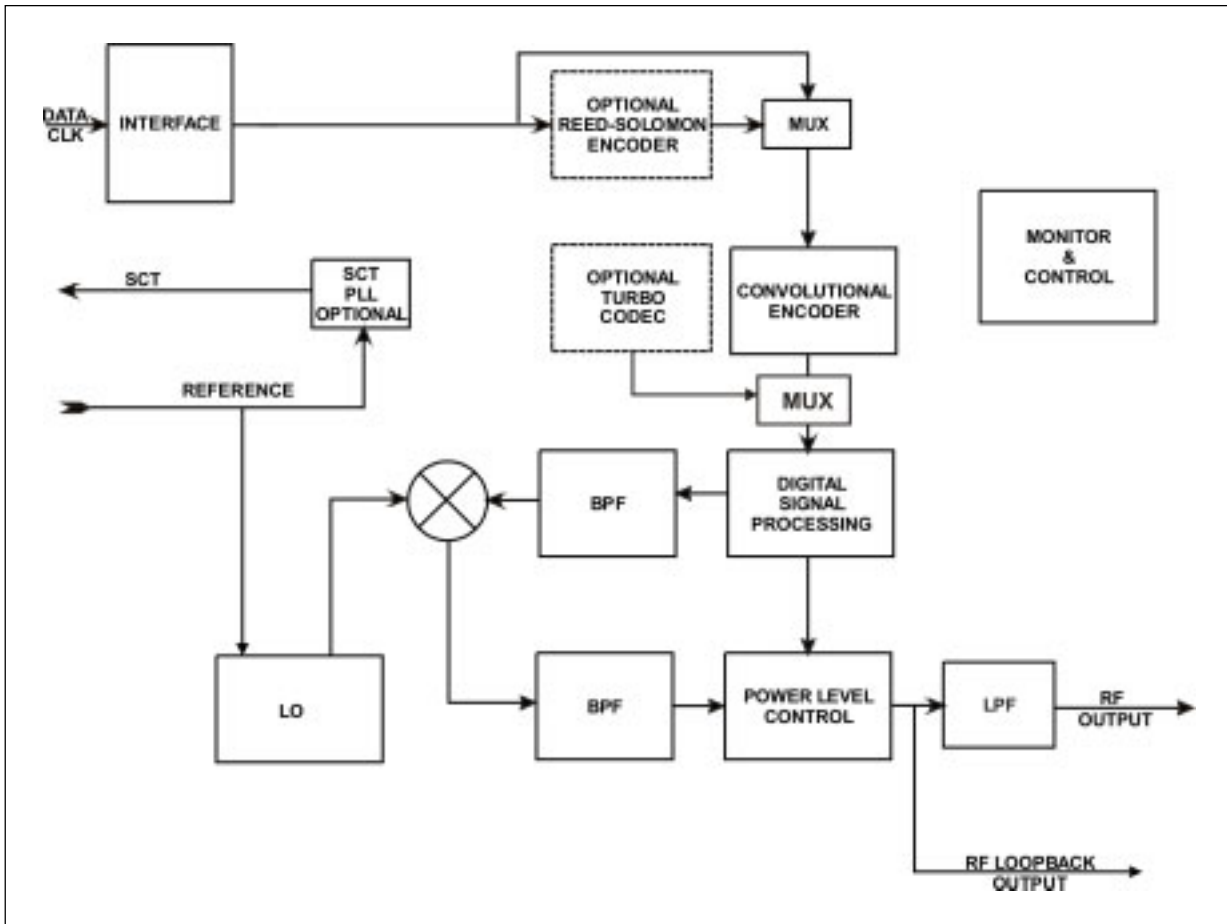 DATA
CLK
INTERFACE
OPTIONAL
REED-SOLOMON
ENCODER
MUX
MONITOR
&
CONTROL
SCT
SCT
PLL
OPTIONAL
OPTIONAL
TURBO
CODEC
CONVOLUTIONAL
ENCODER
REFERENCE
MUX
BPF
DIGITAL
SIGNAL
PROCESSING
LO
BPF
POWER LEVEL
CONTROL
LPF
RF
OUTPUT
RF LOOPBACK
OUTPUT